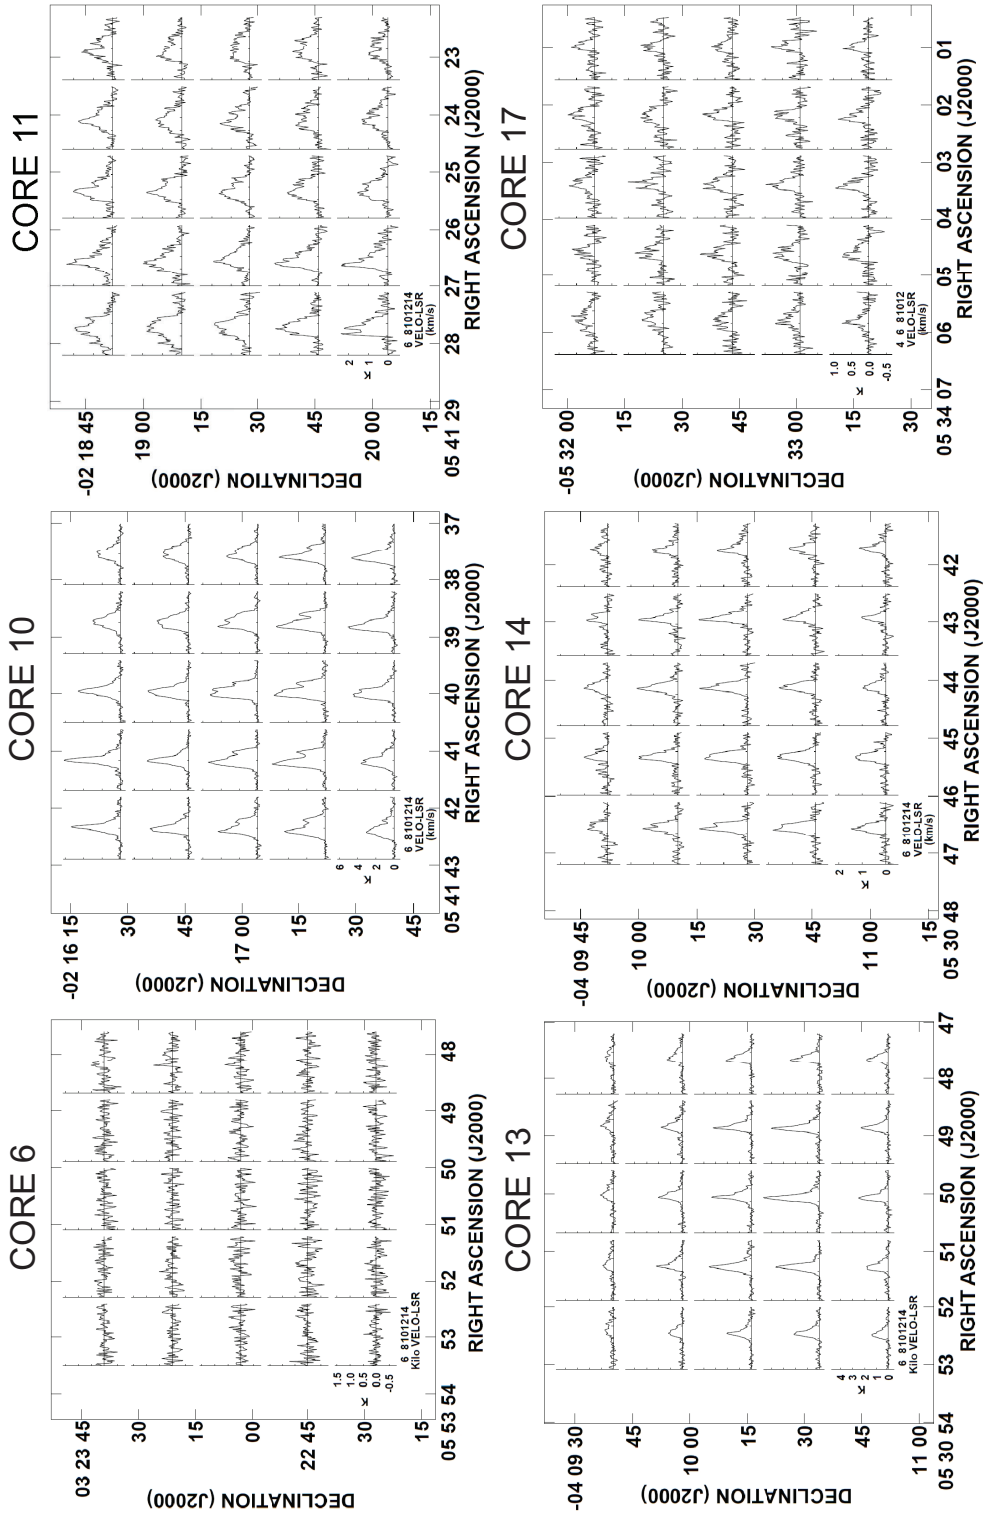 CORE 6
03 23 45
30
15
0
22 45
30
15
DECLINATION (J2000)
1.5
1.0
0.5
0.0
-0.5
K
6 8101214
Kilo VELO-LSR
05 53 54
53
52
51
50
49
48
RIGHT ASCENSION (J2000)
CORE 10
-02 16 15
30
45
17 00
15
30
45
DECLINATION (J2000)
6
4
2
0
K
6 8101214
VELO-LSR
(km/s)
05 41 43
42
41
40
39
38
37
RIGHT ASCENSION (J2000)
CORE 11
-02 18 45
19 00
15
30
45
20 00
15
DECLINATION (J2000)
2
1
0
K
6 8101214
VELO-LSR
(km/s)
05 41 29
28
27
26
25
24
23
RIGHT ASCENSION (J2000)
CORE 13
-04 09 30
45
10 00
15
30
45
11 00
DECLINATION (J2000)
4
3
2
1
0
K
6 8101214
Kilo VELO-LSR
05 30 54
53
52
51
50
49
48
47
RIGHT ASCENSION (J2000)
CORE 14
-04 09 45
10 00
15
30
45
11 00
15
DECLINATION (J2000)
2
1
0
K
6 8101214
VELO-LSR
(km/s)
05 30 48
47
46
45
44
43
42
RIGHT ASCENSION (J2000)
CORE 17
-05 32 00
15
30
45
33 00
15
30
DECLINATION (J2000)
1.0
0.5
0.0
-0.5
K
4 6 81012
VELO-LSR
(km/s)
05 34 07
06
05
04
03
02
01
RIGHT ASCENSION (J2000)